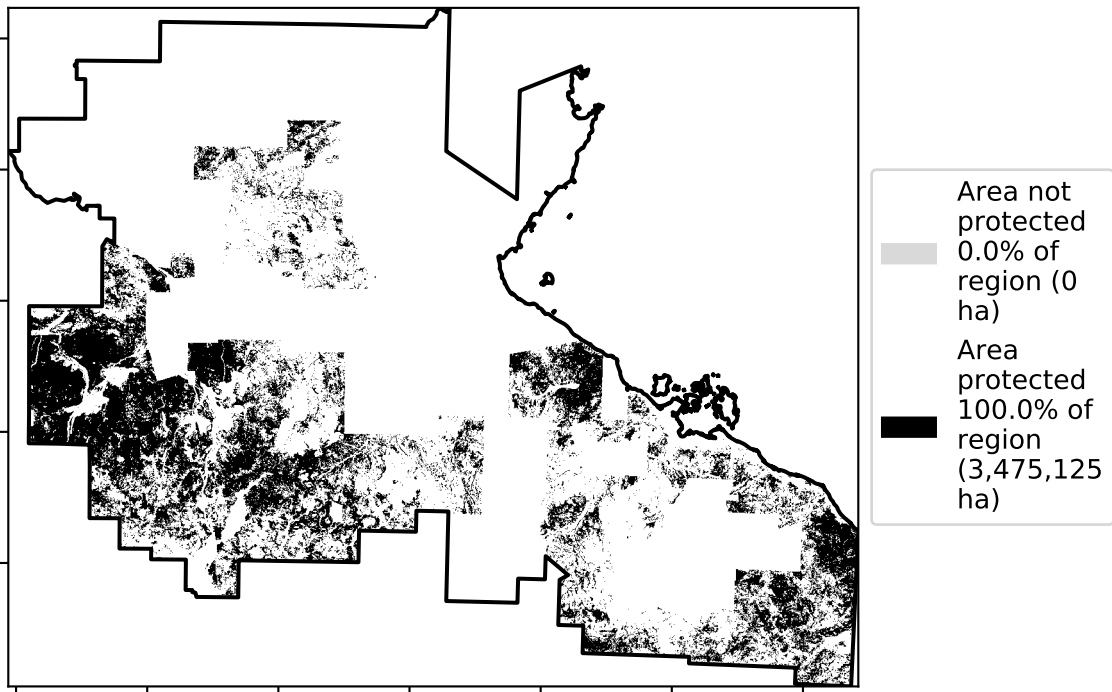 Area not
protected
0.0% of
region (0
ha)
Area
protected
100.0% of
region
(3,475,125
ha)